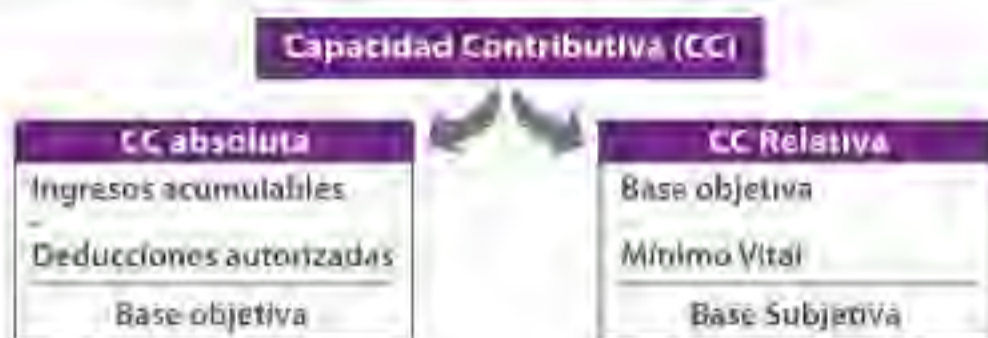 Capacidad Contributiva (CC)
CC absoluta
Ingresos acumulables
-
Deducciones autorizadas
Base objetiva
CC Relativa
Base objetiva
-
Mínimo Vital
Base Subjetiva